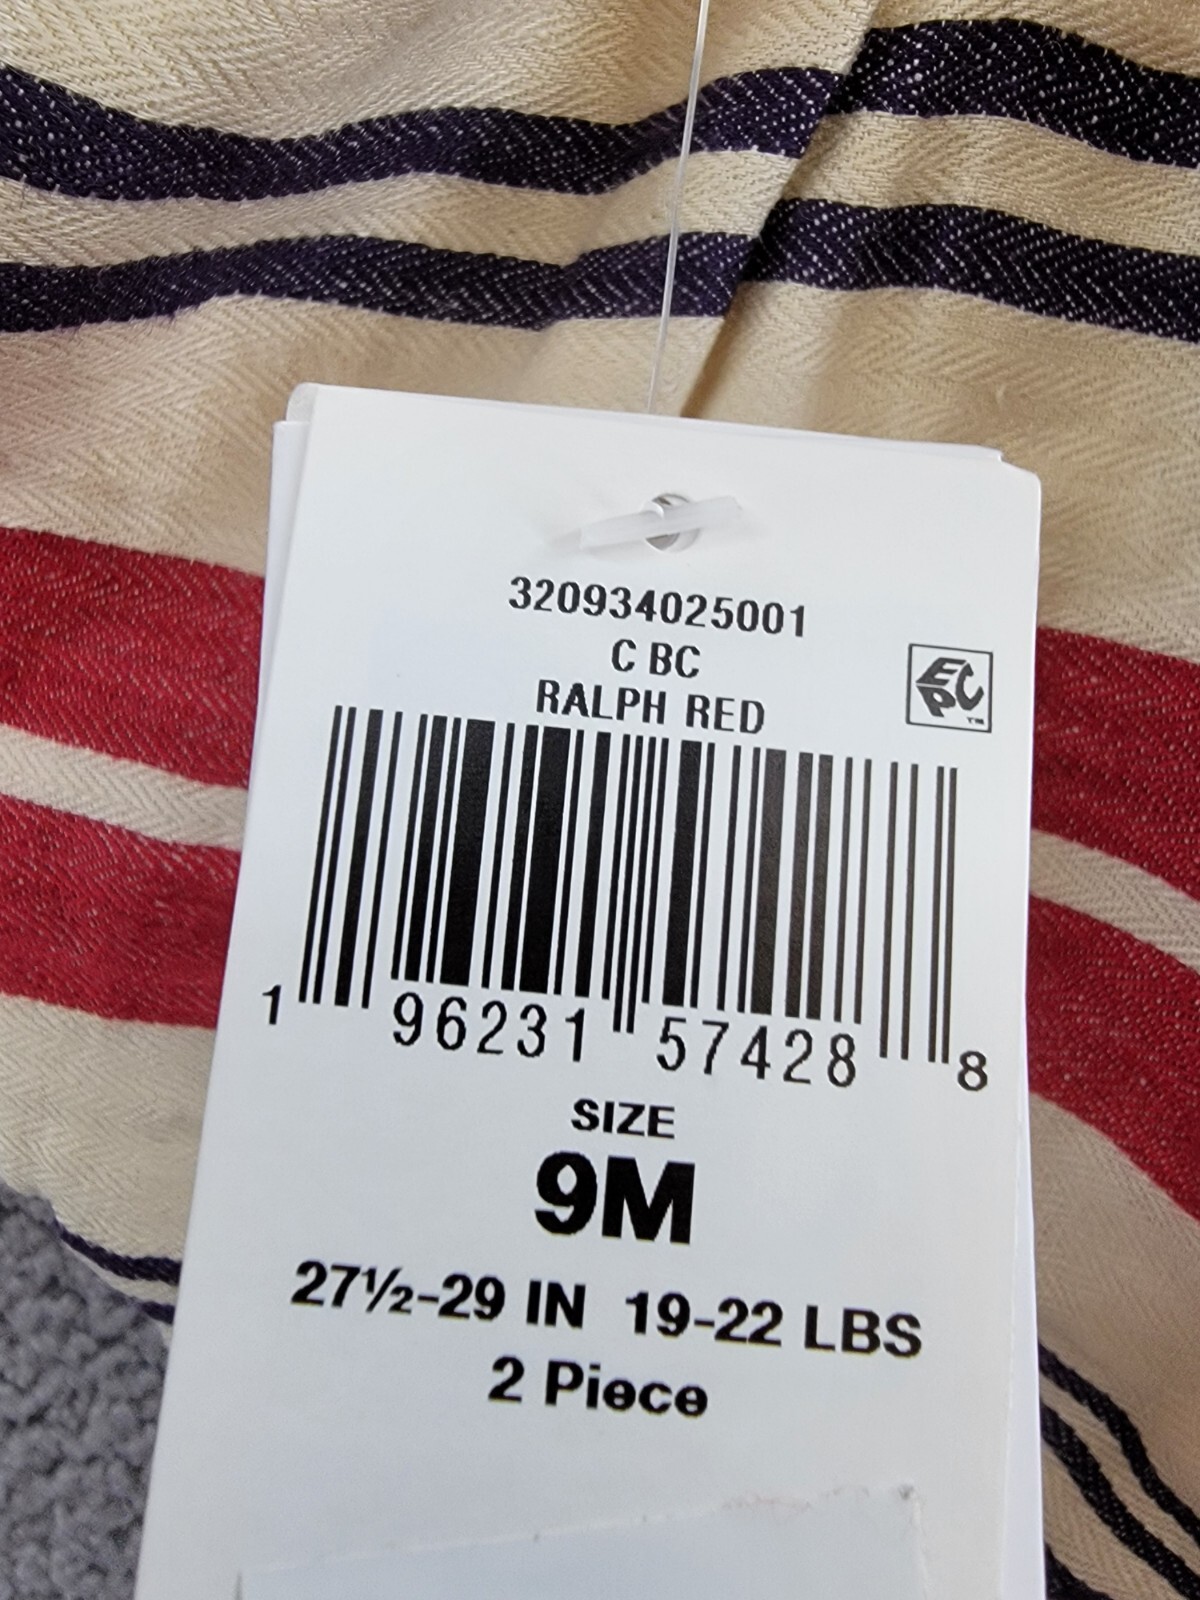 320934025001
C BC
RALPH RED
EPC™
1 96231 57428 8
SIZE
9M
27½-29 IN 19-22 LBS
2 Piece